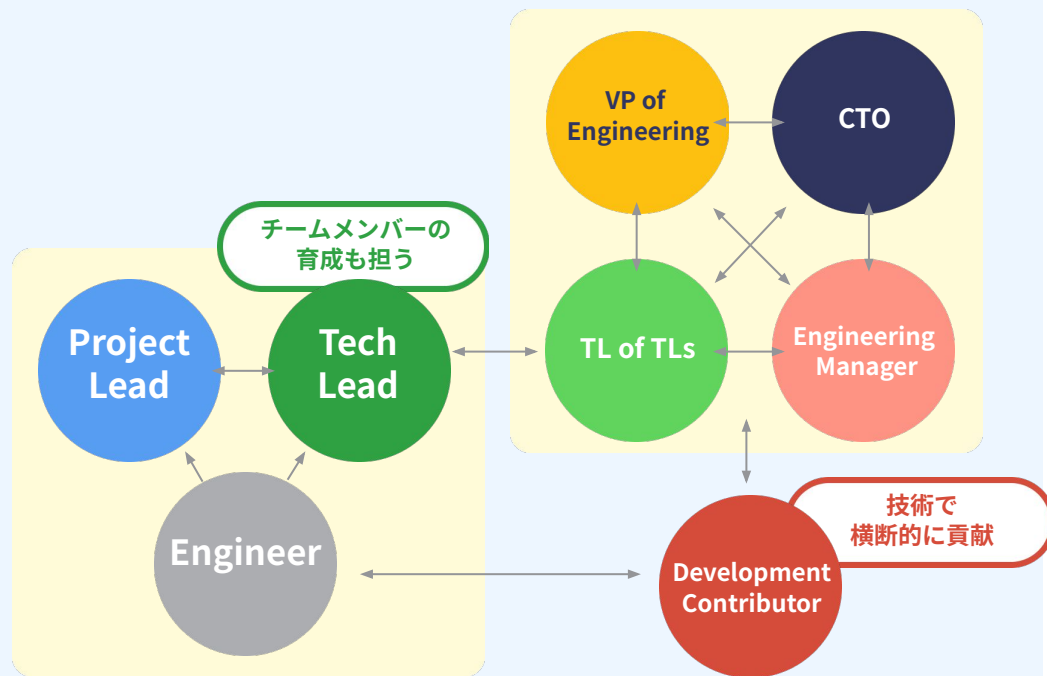 VP of
Engineering
CTO
チームメンバーの
育成も担う
Project
Lead
Tech
Lead
TL of TLs
Engineering
Manager
Engineer
技術で
横断的に貢献
Development
Contributor